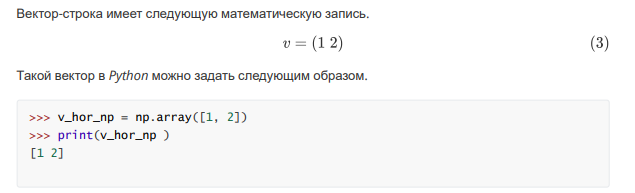 Вектор-строка имеет следующую математическую запись.
v = (1 2) (3)
Такой вектор в Python можно задать следующим образом.
>>> v_hor_np = np.array([1, 2])
>>> print(v_hor_np )
[1 2]